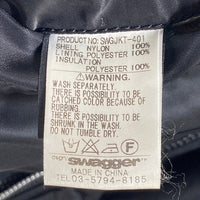 PRODUCT NO: SWGJKT-401
SHELL NYLON 100%
LINING POLYESTER 100%
INSULATION
POLYESTER 100%
⚠WARNING.
WASH SEPARATELY.
THERE IS POSSIBILITY TO BE
CATCHED COLOR BECAUSE OF
RUBBING.
THERE IS POSSIBILITY TO BE
SHRUNK IN THE WASH.
DO NOT TUMBLE DRY.
swagger
MADE IN CHINA
TEL03-5794-8185